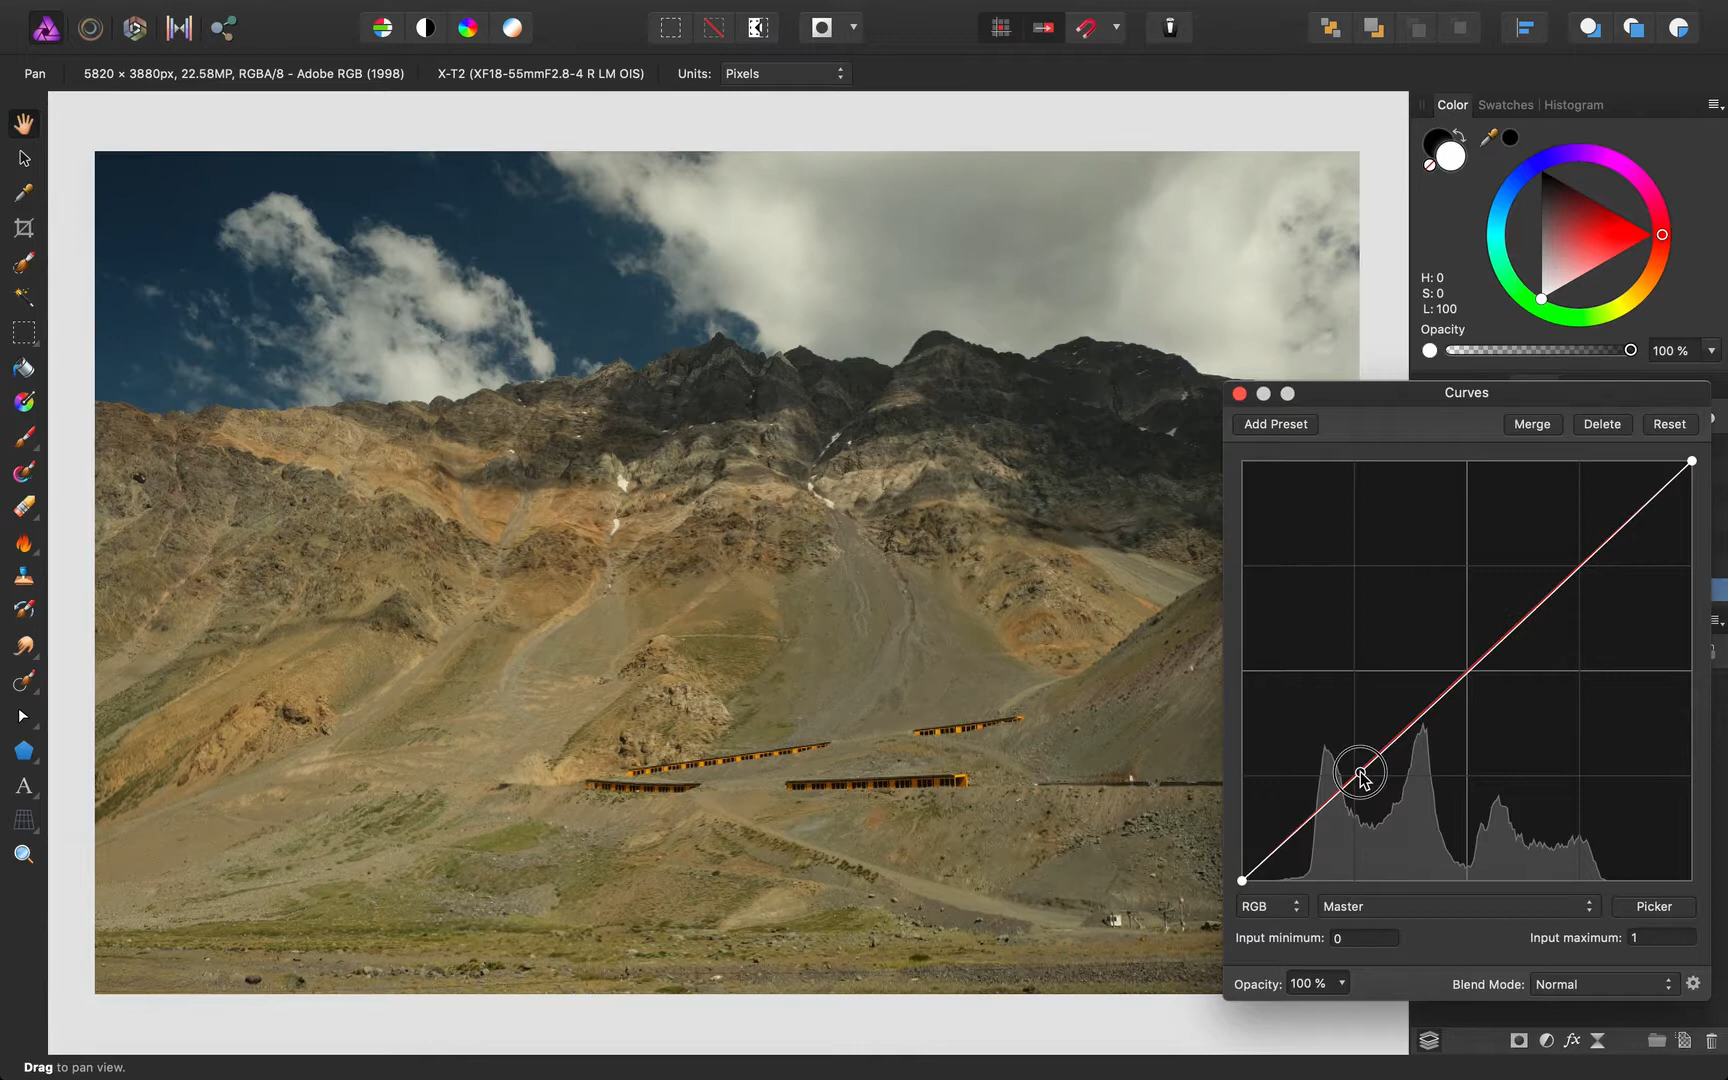 Pan
5820 × 3880px, 22.58MP, RGBA/8 - Adobe RGB (1998)
X-T2 (XF18-55mmF2.8-4 R LM OIS)
Units: Pixels
Color
Swatches
Histogram
H: 0
S: 0
L: 100
Opacity
100 %
Curves
Add Preset
Merge
Delete
Reset
RGB
Master
Picker
Input minimum: 0
Input maximum: 1
Opacity: 100 %
Blend Mode: Normal
A
fx
Drag to pan view.